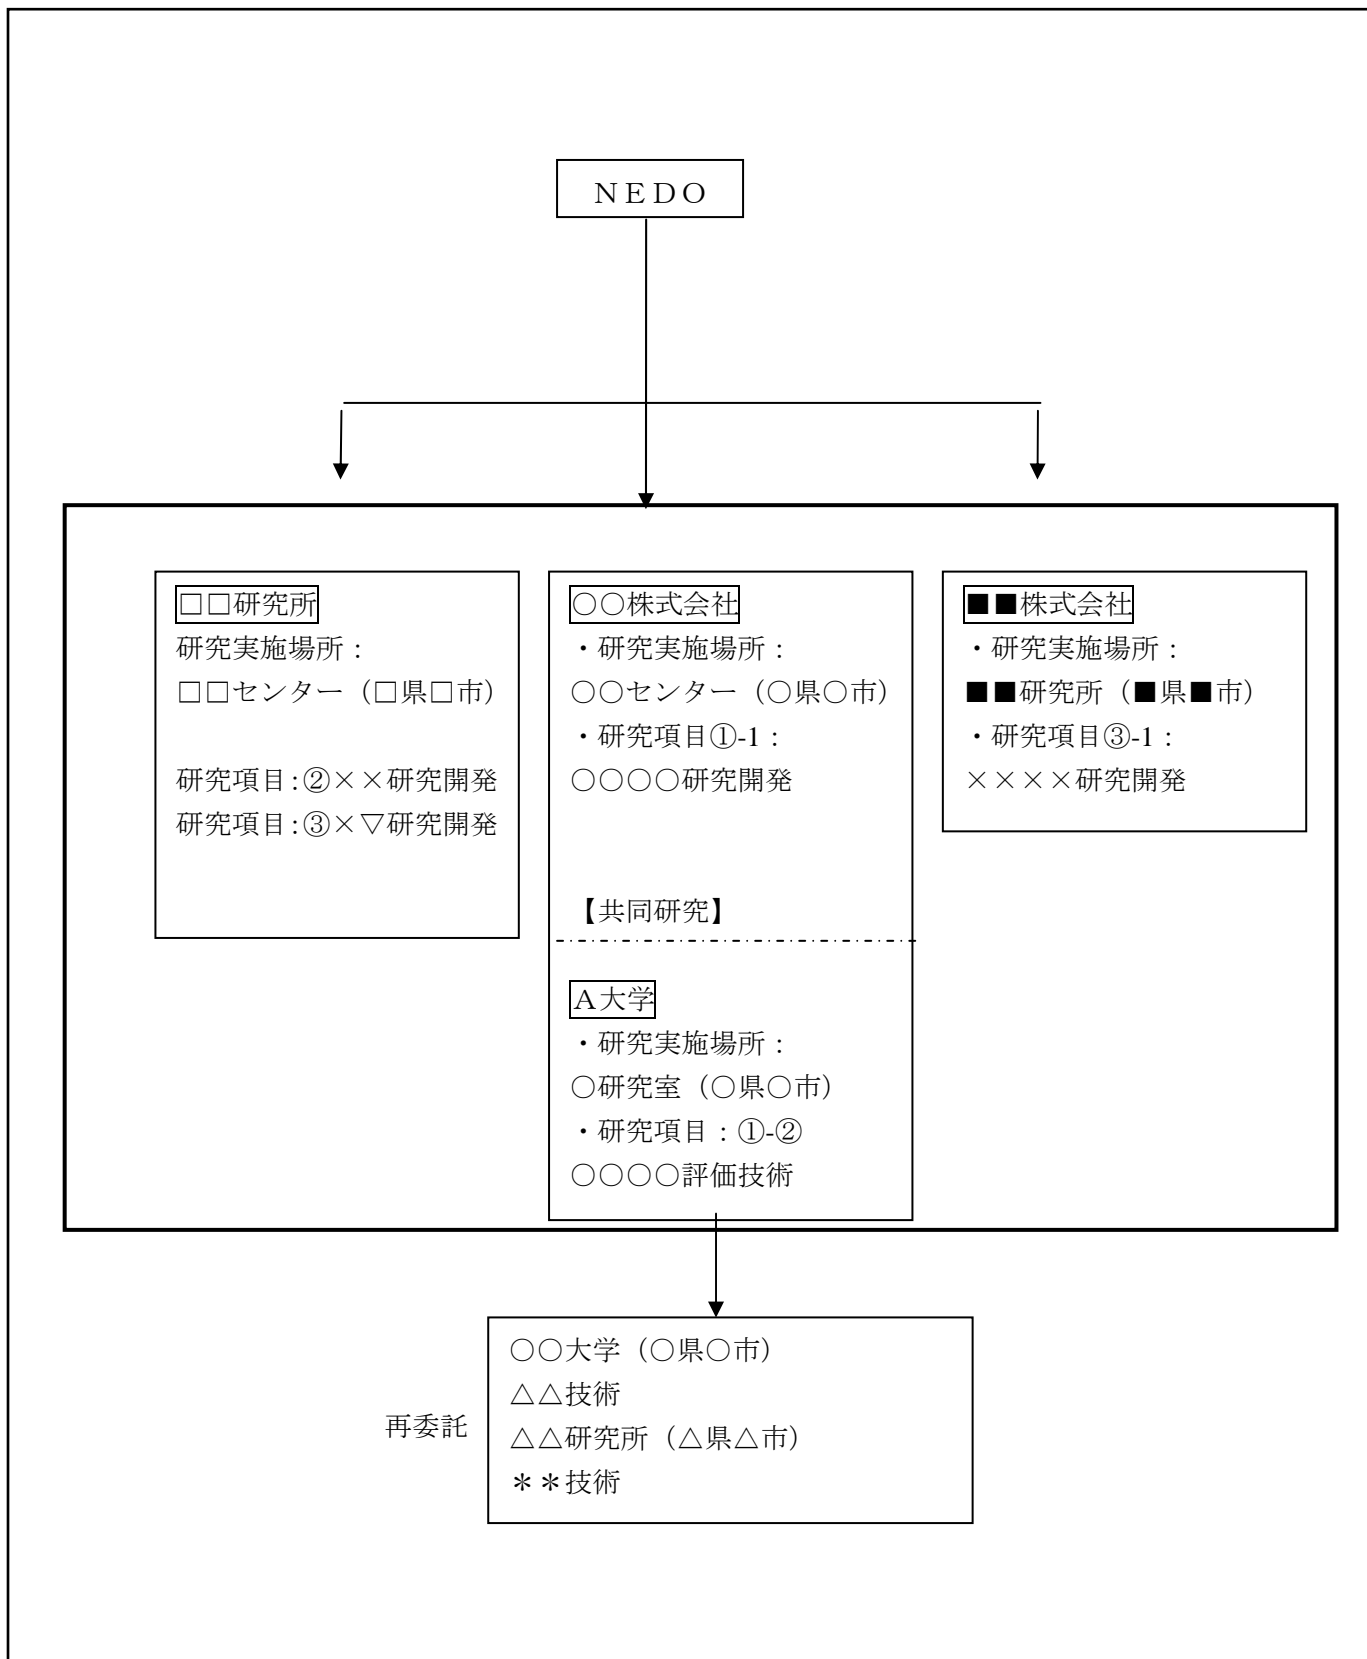 ＮＥＤＯ
□□研究所
研究実施場所：
□□センター（□県□市）
研究項目：②××研究開発
研究項目：③×▽研究開発
○○株式会社
・研究実施場所：
○○センター（○県○市）
・研究項目①-1：
○○○○研究開発
【共同研究】
Ａ大学
・研究実施場所：
○研究室（○県○市）
・研究項目：①-②
○○○○評価技術
■■株式会社
・研究実施場所：
■■研究所（■県■市）
・研究項目③-1：
××××研究開発
再委託
○○大学（○県○市）
△△技術
△△研究所（△県△市）
＊＊技術